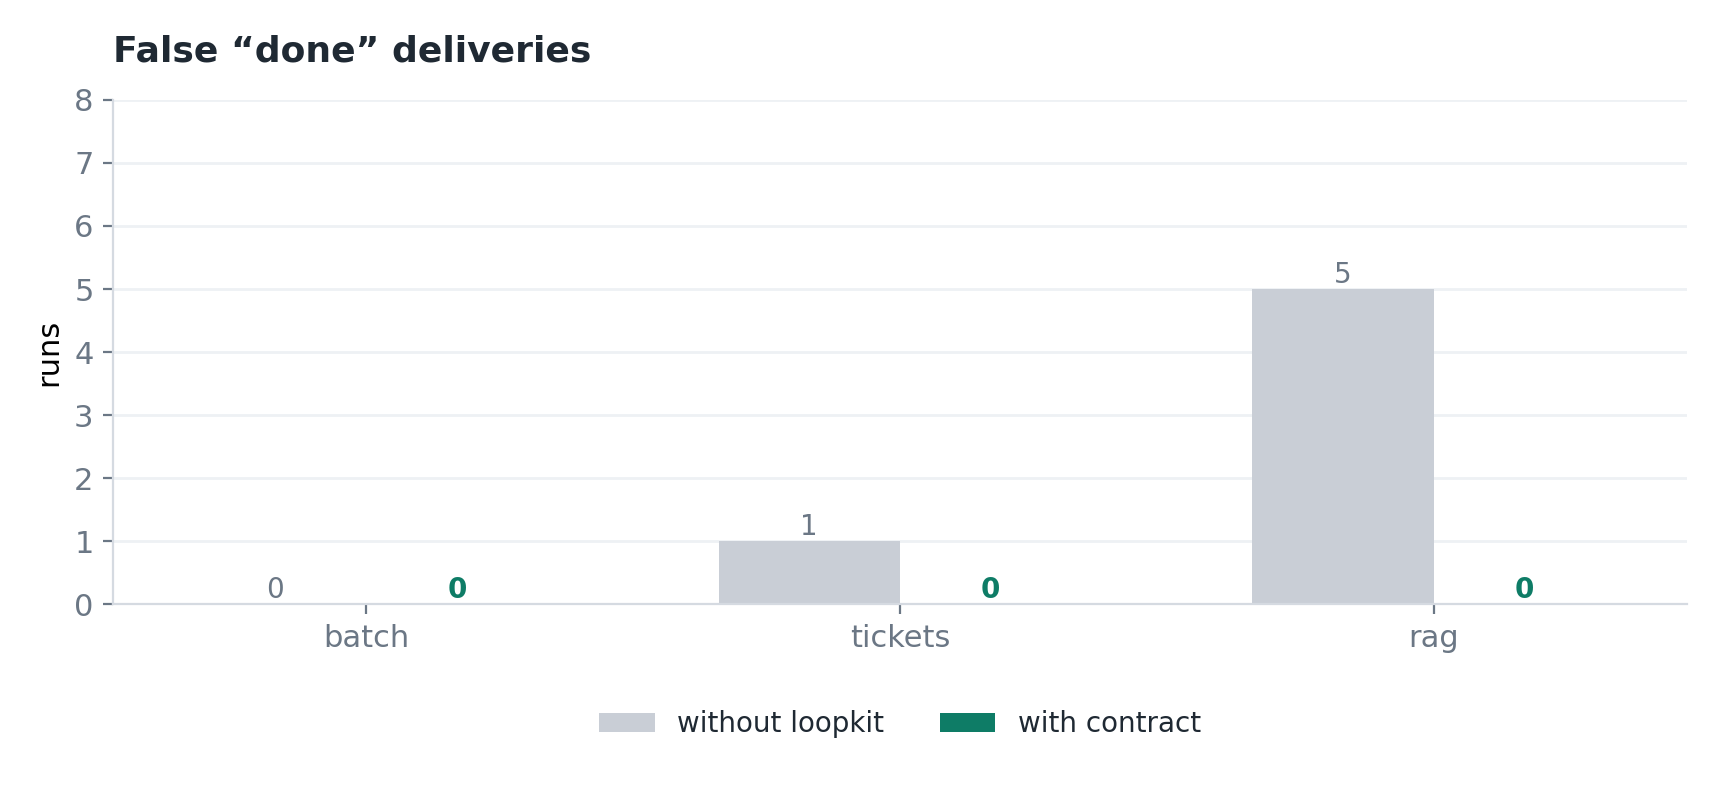 False “done” deliveries
8
7
6
5
4
3
2
1
0
runs
0
0
1
0
5
0
batch
tickets
rag
without loopkit
with contract